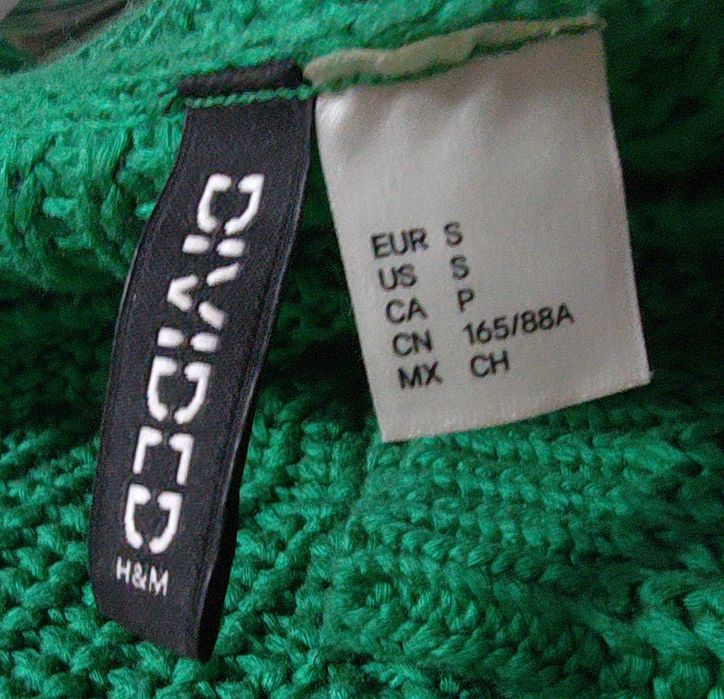 DIVIDED
H&M
EUR S
US S
CA P
CN 165/88A
MX CH